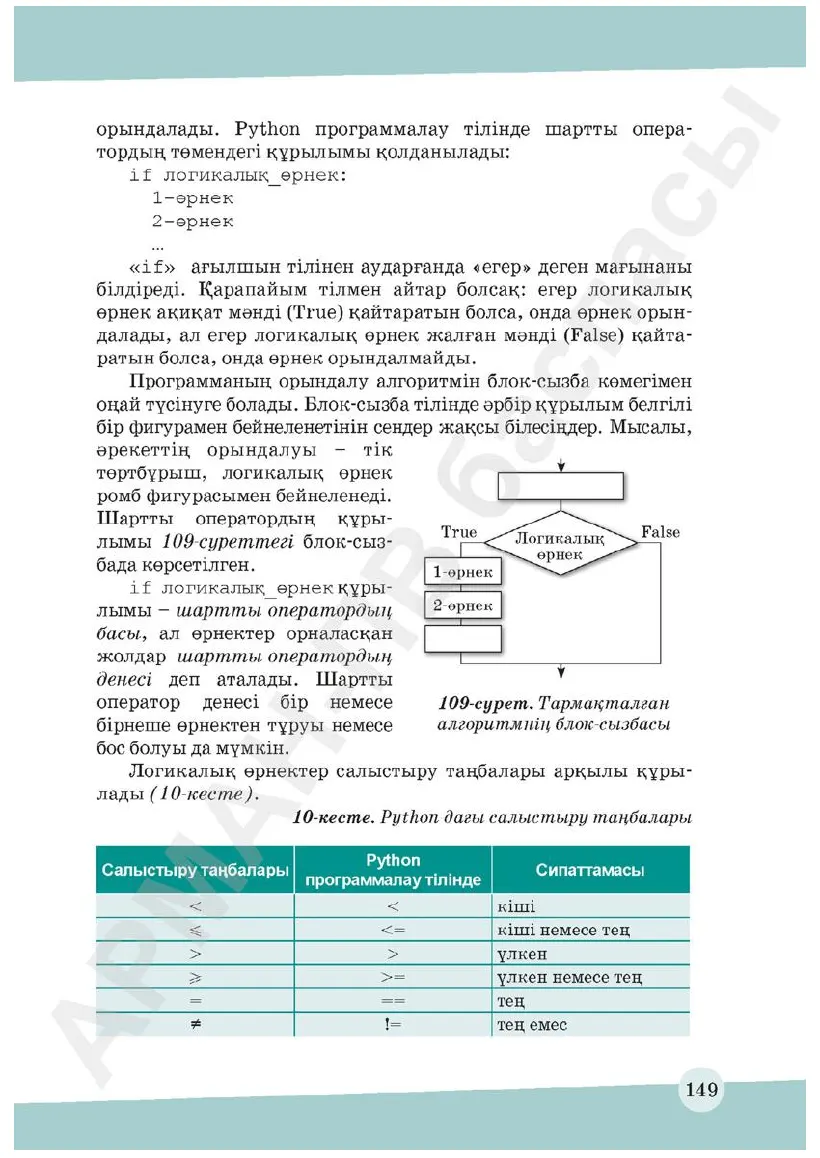 орындалады. Python программалау тілінде шартты опера-
тордың төмендегі құрылымы қолданылады:
if логикалық_өрнек:
1-өрнек
2-өрнек
…
«if» ағылшын тілінен аударғанда «егер» деген мағынаны
білдіреді. Қарапайым тілмен айтар болсақ: егер логикалық
өрнек ақиқат мәнді (True) қайтаратын болса, онда өрнек орын-
далады, ал егер логикалық өрнек жалған мәнді (False) қайта-
ратын болса, онда өрнек орындалмайды.
Программаның орындалу алгоритмін блок-сызба көмегімен
оңай түсінуге болады. Блок-сызба тілінде әрбір құрылым белгілі
бір фигурамен бейнеленетінін сендер жақсы білесіңдер. Мысалы,
әрекеттің орындалуы – тік
төртбұрыш, логикалық өрнек
ромб фигурасымен бейнеленеді.
Шартты оператордың құры-
лымы 109-суреттегі блок-сыз-
бада көрсетілген.
if логикалық_өрнек құры-
лымы – шартты оператордың
басы, ал өрнектер орналасқан
жолдар шартты оператордың
денесі деп аталады. Шартты
оператор денесі бір немесе
бірнеше өрнектен тұруы немесе
бос болуы да мүмкін.
True
Логикалық
өрнек
False
1-өрнек
2-өрнек
109-сурет. Тармақталған
алгоритмнің блок-сызбасы
Логикалық өрнектер салыстыру таңбалары арқылы құры-
лады (10-кесте).
10-кесте. Python дағы салыстыру таңбалары
Салыстыру таңбалары Python программалау тілінде Сипаттамасы
< < кіші
⩽ <= кіші немесе тең
> > үлкен
⩾ >= үлкен немесе тең
= == тең
≠ != тең емес
149
АРМАН-ПВ баспасы